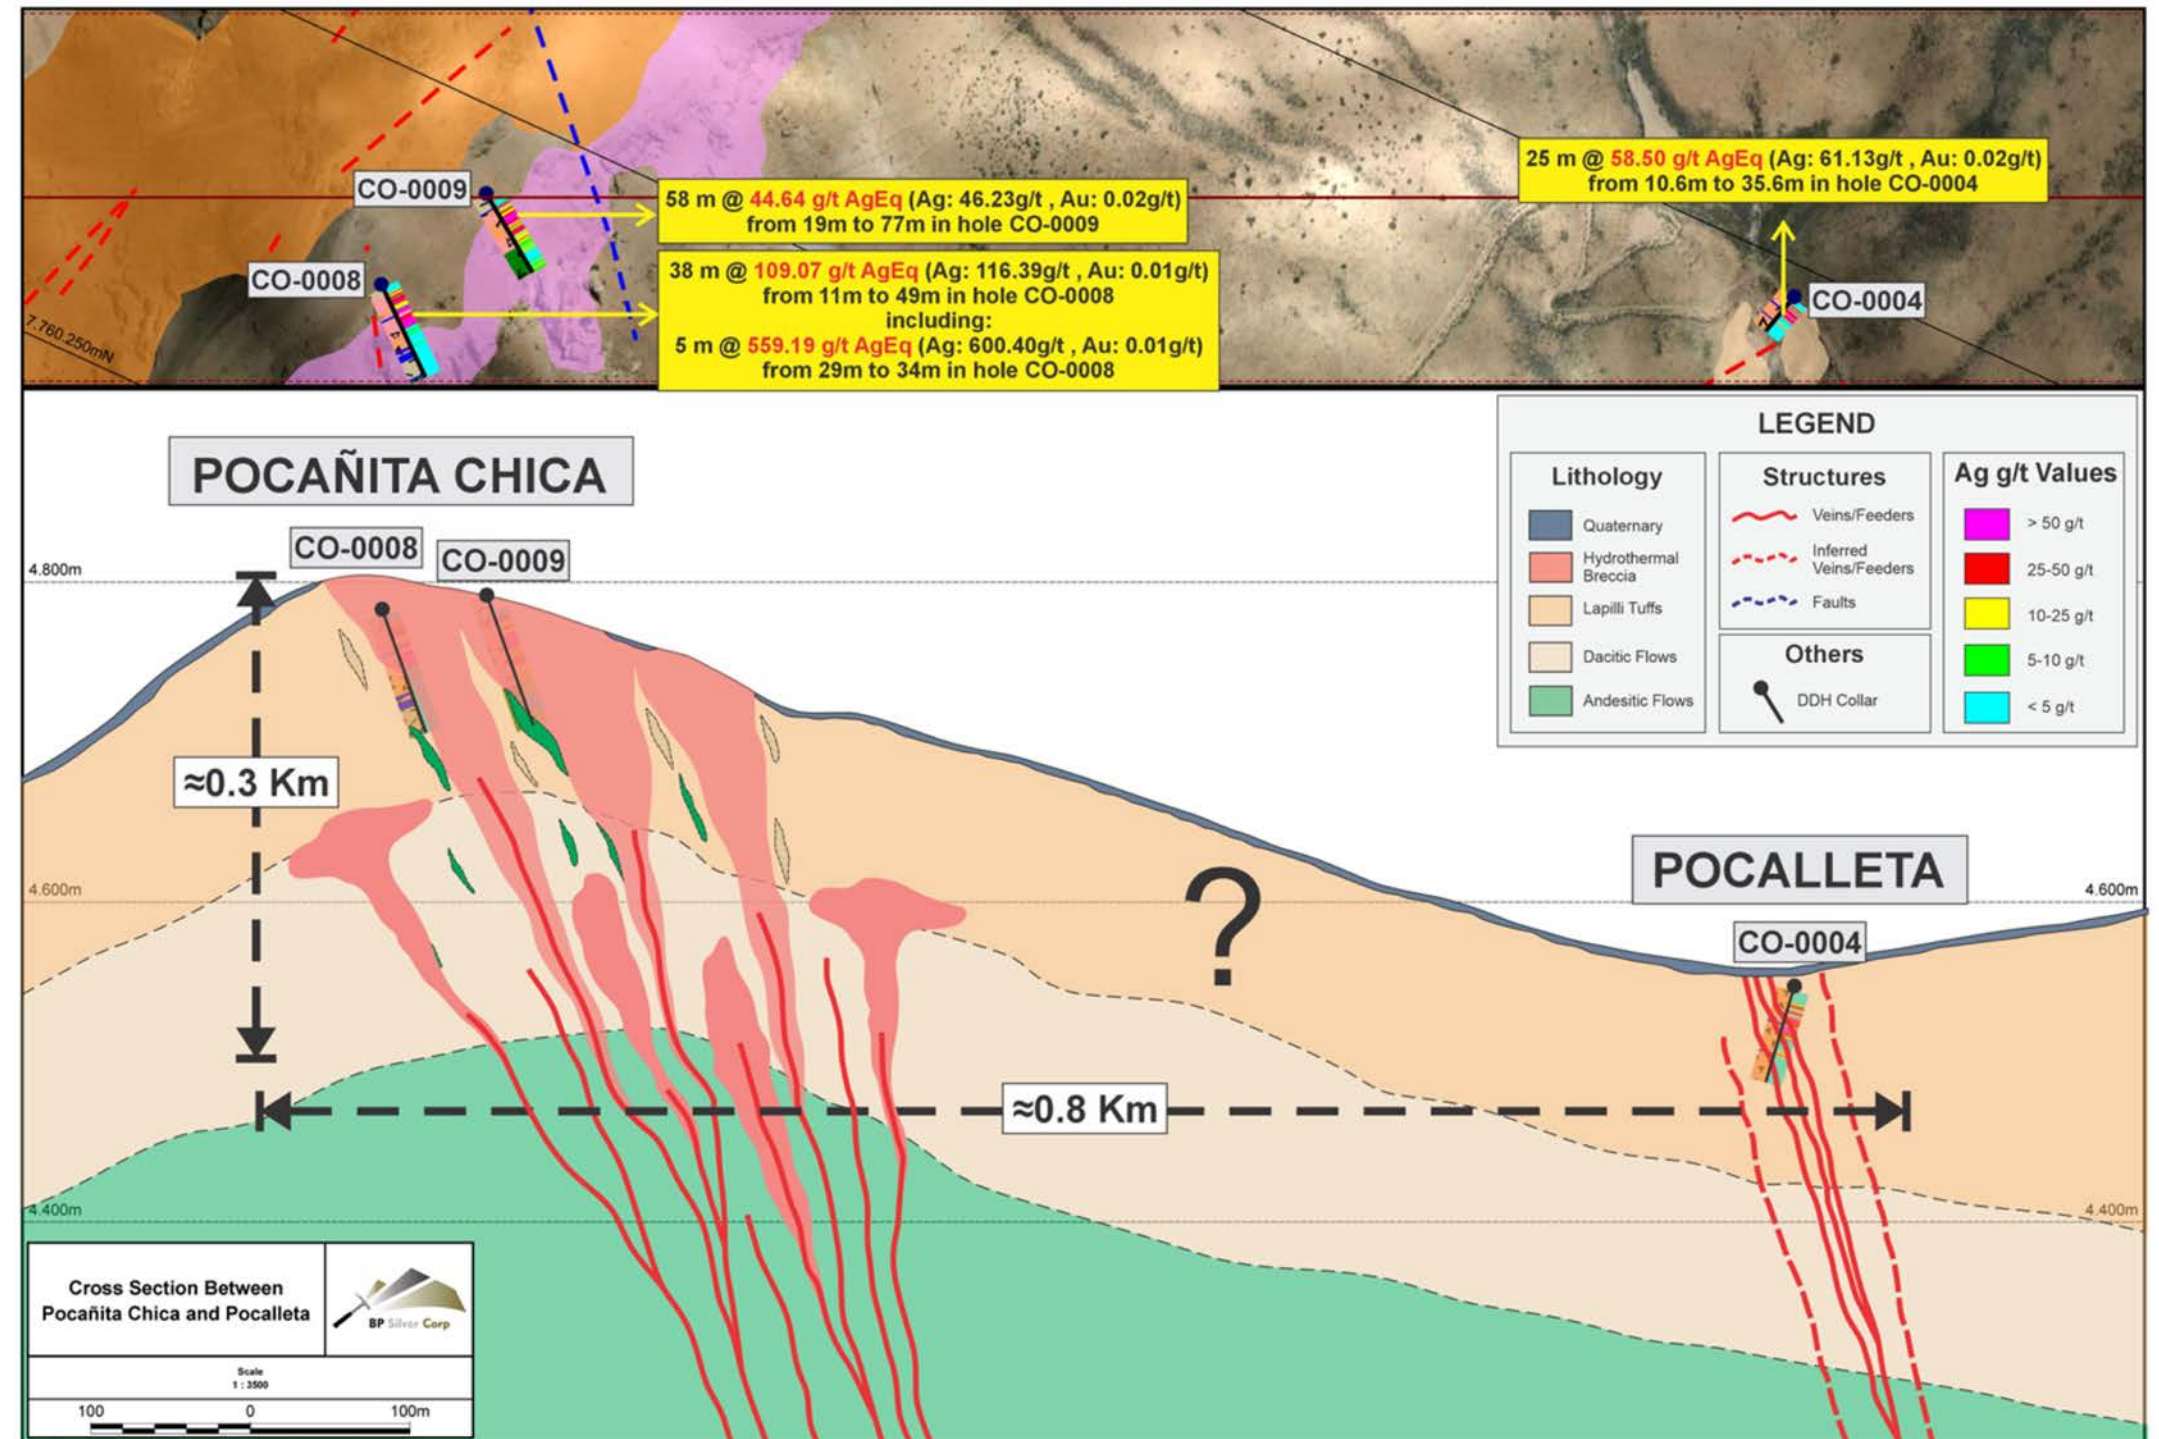 CO-0009
CO-0008
7.760.250mN
58 m @ 44.64 g/t AgEq (Ag: 46.23g/t , Au: 0.02g/t)
from 19m to 77m in hole CO-0009
38 m @ 109.07 g/t AgEq (Ag: 116.39g/t , Au: 0.01g/t)
from 11m to 49m in hole CO-0008
including:
5 m @ 559.19 g/t AgEq (Ag: 600.40g/t , Au: 0.01g/t)
from 29m to 34m in hole CO-0008
25 m @ 58.50 g/t AgEq (Ag: 61.13g/t , Au: 0.02g/t)
from 10.6m to 35.6m in hole CO-0004
CO-0004
LEGEND
Lithology
Quaternary
Hydrothermal
Breccia
Lapilli Tuffs
Dacitic Flows
Andesitic Flows
Structures
Veins/Feeders
Inferred
Veins/Feeders
Faults
Others
DDH Collar
Ag g/t Values
> 50 g/t
25-50 g/t
10-25 g/t
5-10 g/t
< 5 g/t
POCAÑITA CHICA
CO-0008
CO-0009
4.800m
≈0.3 Km
4.600m
?
POCALLETA
4.600m
CO-0004
≈0.8 Km
4.400m
4.400m
Cross Section Between
Pocañita Chica and Pocalleta
BP Silver Corp
Scale
1 : 3500
100 0 100m